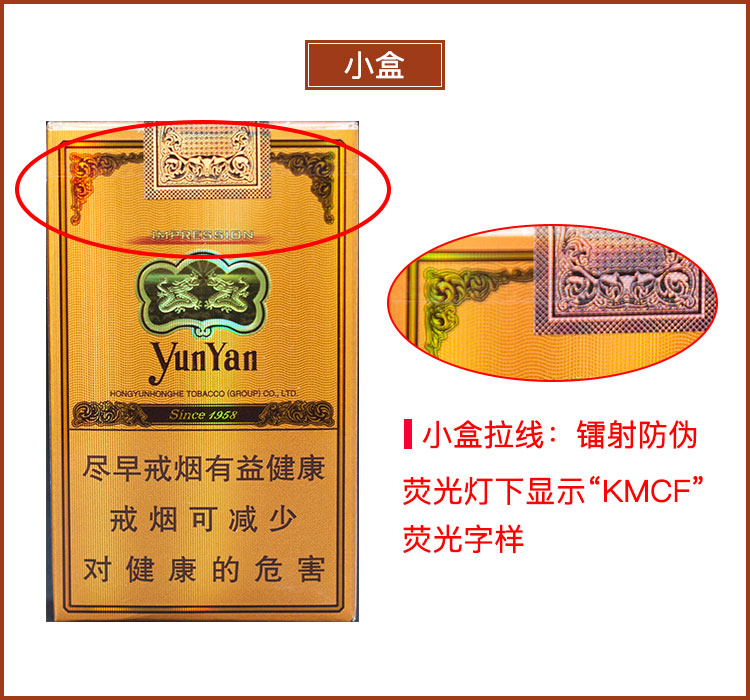 小盒
IMPRESSION
YunYan
HONGYUNHONGHE TOBACCO (GROUP) CO., LTD.
Since 1958
尽早戒烟有益健康
戒烟可减少
对健康的危害
小盒拉线：镭射防伪
荧光灯下显示“KMCF”
荧光字样